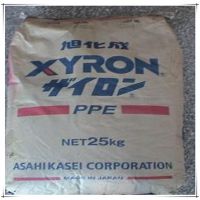 旭化成
XYRON
ザイロン
PPE
NET25kg
ASAHI KASEI CORPORATION
MADE IN JAPAN